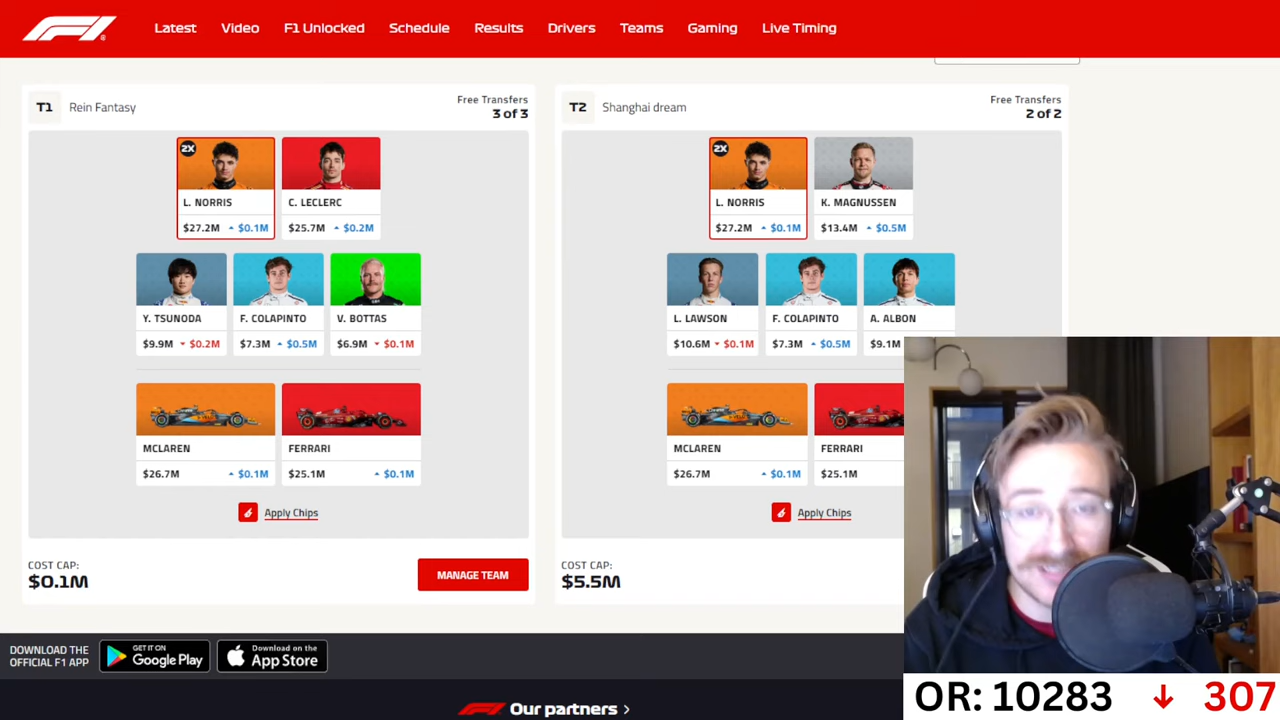 F1
Latest
Video
F1 Unlocked
Schedule
Results
Drivers
Teams
Gaming
Live Timing
T1 Rein Fantasy
Free Transfers
3 of 3
2X
L. NORRIS
$27.2M $0.1M
C. LECLERC
$25.7M $0.2M
Y. TSUNODA
$9.9M $0.2M
F. COLAPINTO
$7.3M $0.5M
V. BOTTAS
$6.9M $0.1M
MCLAREN
$26.7M $0.1M
FERRARI
$25.1M $0.1M
Apply Chips
COST CAP:
$0.1M
MANAGE TEAM
T2 Shanghai dream
Free Transfers
2 of 2
2X
L. NORRIS
$27.2M $0.1M
K. MAGNUSSEN
$13.4M $0.5M
L. LAWSON
$10.6M $0.1M
F. COLAPINTO
$7.3M $0.5M
A. ALBON
$9.1M
MCLAREN
$26.7M $0.1M
FERRARI
$25.1M
Apply Chips
COST CAP:
$5.5M
DOWNLOAD THE
OFFICIAL F1 APP
GET IT ON
Google Play
Download on the
App Store
F1 Our partners >
OR: 10283 ↓ 307